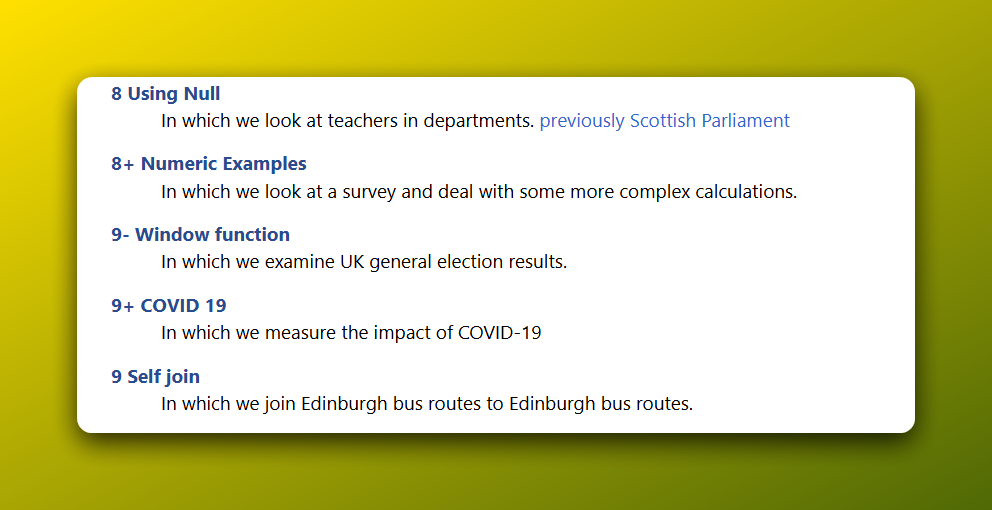 8 Using Null
In which we look at teachers in departments. previously Scottish Parliament
8+ Numeric Examples
In which we look at a survey and deal with some more complex calculations.
9- Window function
In which we examine UK general election results.
9+ COVID 19
In which we measure the impact of COVID-19
9 Self join
In which we join Edinburgh bus routes to Edinburgh bus routes.